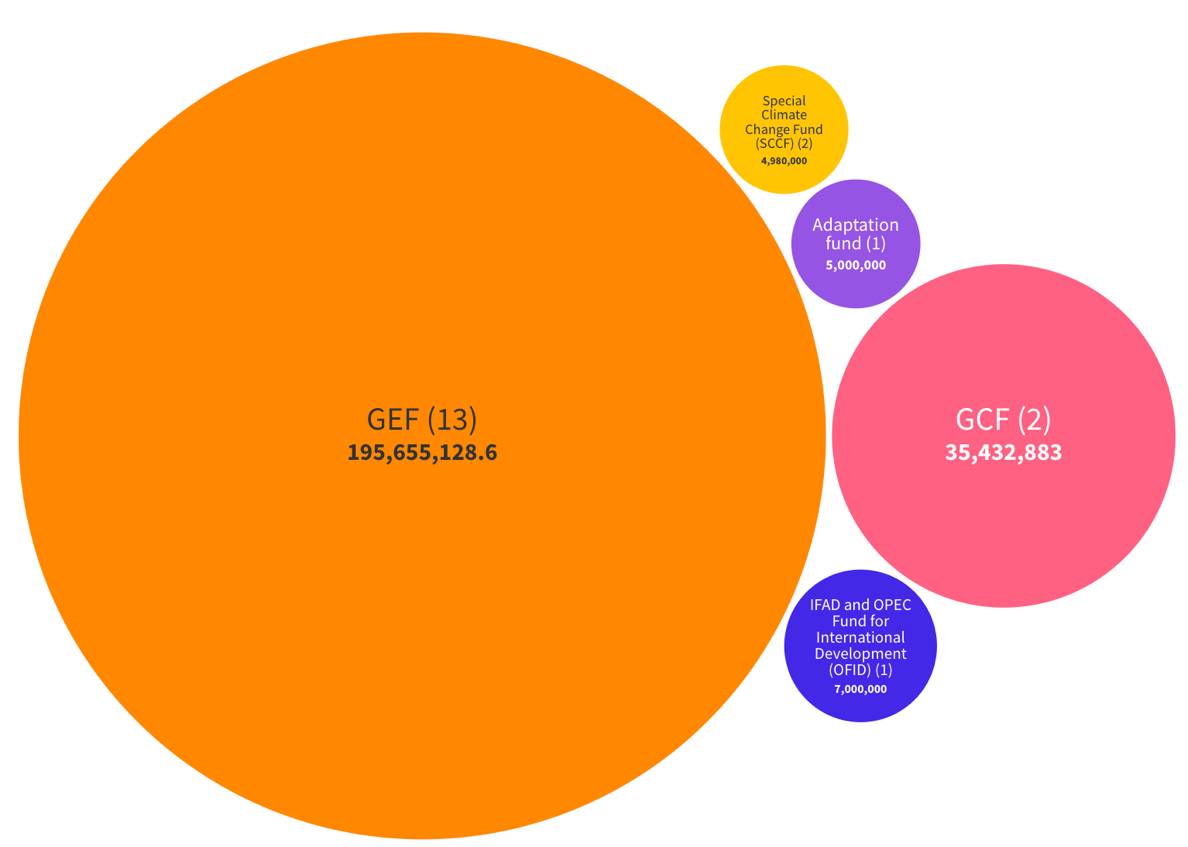 Special
Climate
Change Fund
(SCCF) (2)
4,980,000
Adaptation
fund (1)
5,000,000
GEF (13)
195,655,128.6
GCF (2)
35,432,883
IFAD and OPEC
Fund for
International
Development
(OFID) (1)
7,000,000